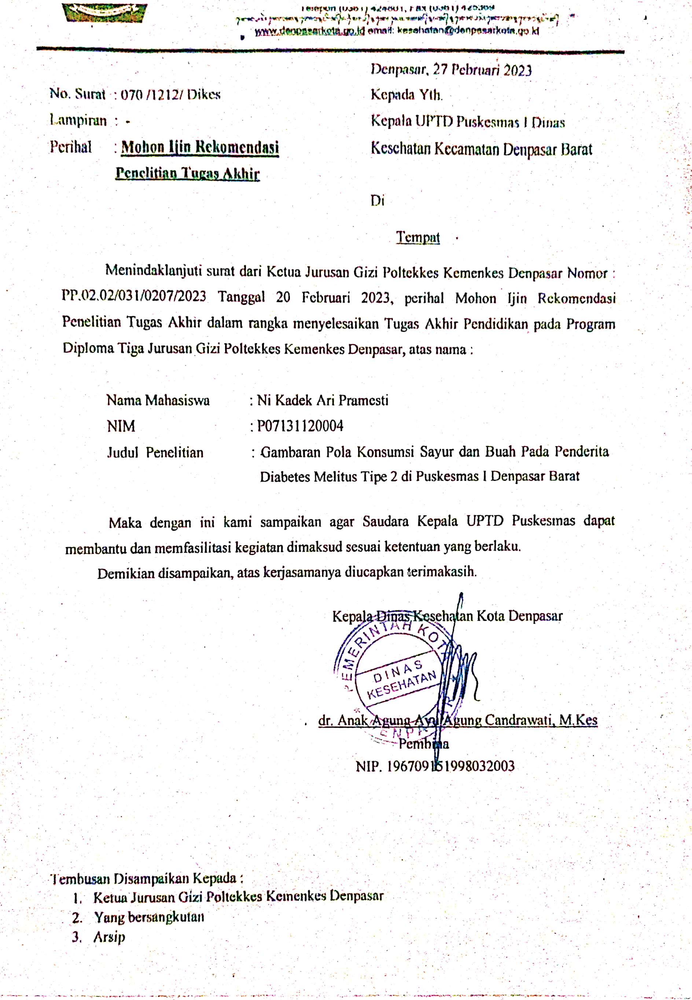 Telepon (0361) 424801, Fax (0361)
www.denpasarkota.go.id email: kesehatan@denpasarkota.go.id
Denpasar, 27 Pebruari 2023
No. Surat : 070 /1212/ Dikes
Kepada Yth.
Lampiran : -
Kepala UPTD Puskesmas I Dinas
Perihal : Mohon Ijin Rekomendasi
Kesehatan Kecamatan Denpasar Barat
Penelitian Tugas Akhir
Di
Tempat
Menindaklanjuti surat dari Ketua Jurusan Gizi Poltekkes Kemenkes Denpasar Nomor :
PP.02.02/031/0207/2023 Tanggal 20 Februari 2023, perihal Mohon Ijin Rekomendasi
Penelitian Tugas Akhir dalam rangka menyelesaikan Tugas Akhir Pendidikan pada Program
Diploma Tiga Jurusan Gizi Poltekkes Kemenkes Denpasar, atas nama :
Nama Mahasiswa : Ni Kadek Ari Pramesti
NIM : P07131120004
Judul Penelitian : Gambaran Pola Konsumsi Sayur dan Buah Pada Penderita
Diabetes Melitus Tipe 2 di Puskesmas I Denpasar Barat
Maka dengan ini kami sampaikan agar Saudara Kepala UPTD Puskesmas dapat
membantu dan memfasilitasi kegiatan dimaksud sesuai ketentuan yang berlaku.
Demikian disampaikan, atas kerjasamanya diucapkan terimakasih.
Kepala Dinas Kesehatan Kota Denpasar
PEMERINTAH KOTA
DINAS
KESEHATAN
DENPASAR
dr. Anak Agung Ayu Agung Candrawati, M.Kes
Pembina
NIP. 196709151998032003
Tembusan Disampaikan Kepada :
1. Ketua Jurusan Gizi Poltekkes Kemenkes Denpasar
2. Yang bersangkutan
3. Arsip